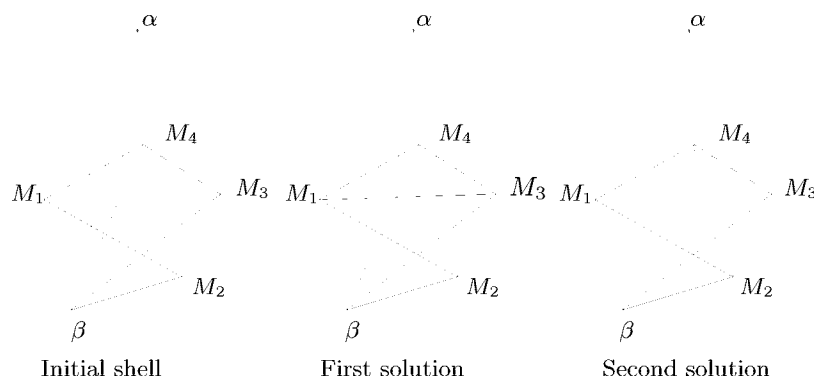 α α α
M₄ M₄ M₄
M₁ M₃ M₁ M₃ M₁ M₃
M₂ M₂ M₂
β β β
Initial shell First solution Second solution